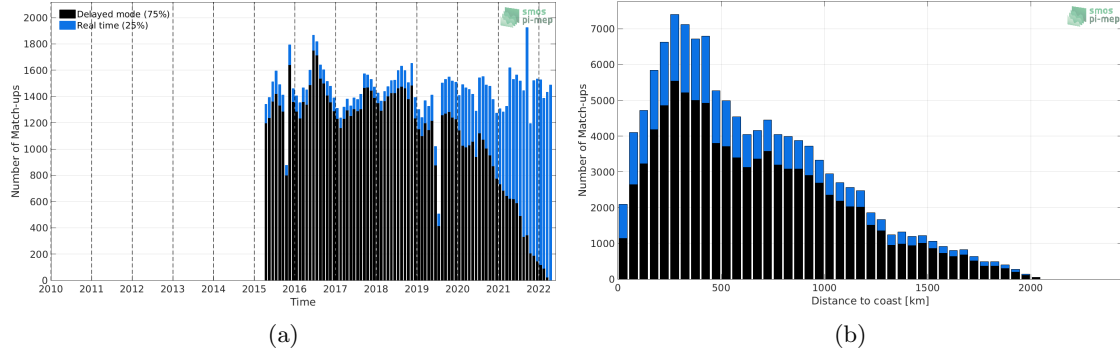 Delayed mode (75%)
Real time (25%)
smos
pi-mep
Number of Match-ups
2000
1800
1600
1400
1200
1000
800
600
400
200
0
2010 2011 2012 2013 2014 2015 2016 2017 2018 2019 2020 2021 2022
Time
(a)
smos
pi-mep
Number of Match-ups
7000
6000
5000
4000
3000
2000
1000
0
0 500 1000 1500 2000
Distance to coast [km]
(b)